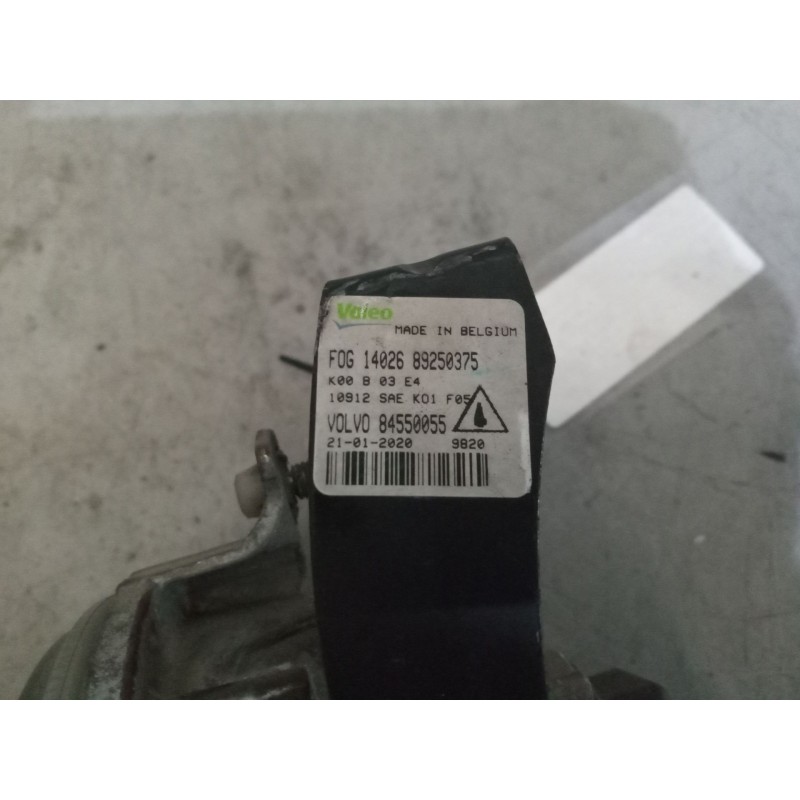 Valeo
MADE IN BELGIUM
FOG 14026 89250375
K00 B 03 E4
10912 SAE K01 F05
VOLVO 84550055
21-01-2020 9820